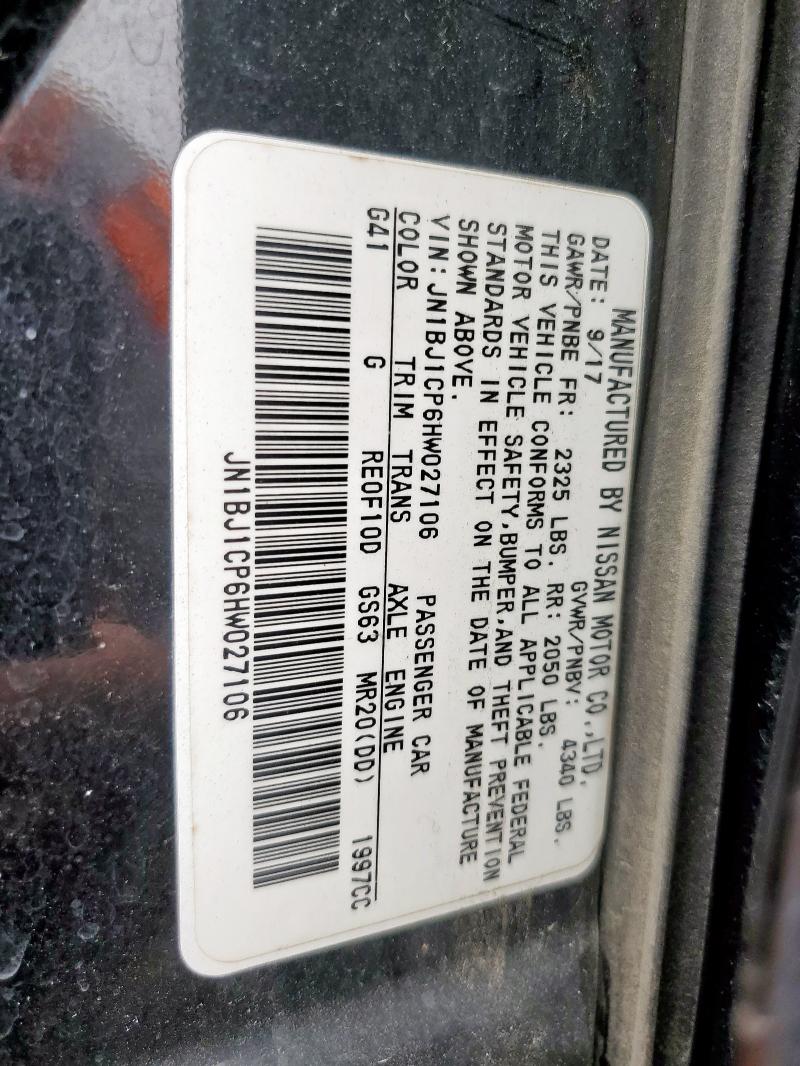 MANUFACTURED BY NISSAN MOTOR CO.,LTD.
DATE: 9/17 GVWR/PNBV: 4340 LBS.
GAWR/PNBE FR: 2325 LBS. RR: 2050 LBS.
THIS VEHICLE CONFORMS TO ALL APPLICABLE FEDERAL
MOTOR VEHICLE SAFETY,BUMPER,AND THEFT PREVENTION
STANDARDS IN EFFECT ON THE DATE OF MANUFACTURE
SHOWN ABOVE.
VIN:JN1BJ1CP6HW027106 PASSENGER CAR
COLOR TRIM TRANS AXLE ENGINE
G41 G RE0F10D GS63 MR20(DD) 1997CC
JN1BJ1CP6HW027106